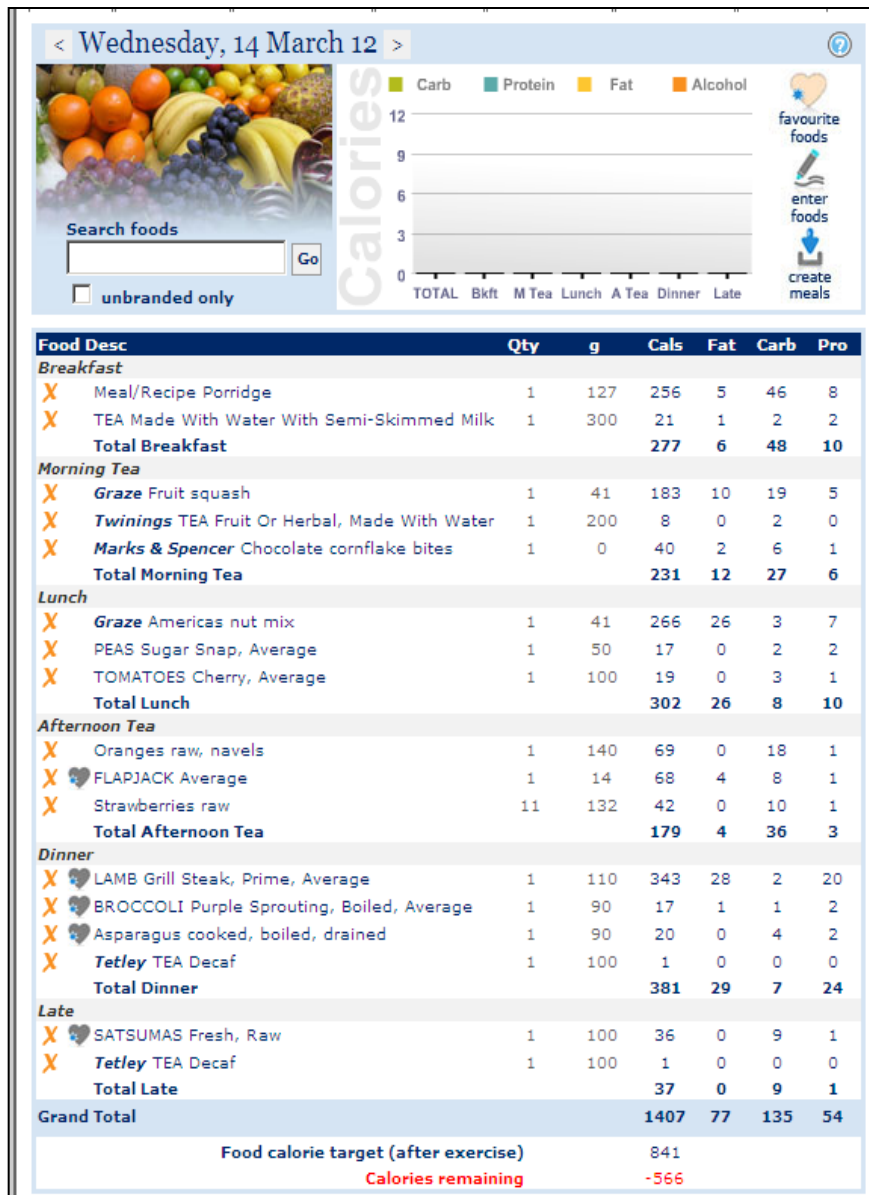 < Wednesday, 14 March 12 >
?
Search foods
Go
unbranded only
Calories
Carb Protein Fat Alcohol
12
9
6
3
0
TOTAL Bkft M Tea Lunch A Tea Dinner Late
favourite
foods
enter
foods
create
meals
Food Desc Qty g Cals Fat Carb Pro
Breakfast
X Meal/Recipe Porridge 1 127 256 5 46 8
X TEA Made With Water With Semi-Skimmed Milk 1 300 21 1 2 2
Total Breakfast 277 6 48 10
Morning Tea
X Graze Fruit squash 1 41 183 10 19 5
X Twinings TEA Fruit Or Herbal, Made With Water 1 200 8 0 2 0
X Marks & Spencer Chocolate cornflake bites 1 0 40 2 6 1
Total Morning Tea 231 12 27 6
Lunch
X Graze Americas nut mix 1 41 266 26 3 7
X PEAS Sugar Snap, Average 1 50 17 0 2 2
X TOMATOES Cherry, Average 1 100 19 0 3 1
Total Lunch 302 26 8 10
Afternoon Tea
X Oranges raw, navels 1 140 69 0 18 1
X FLAPJACK Average 1 14 68 4 8 1
X Strawberries raw 11 132 42 0 10 1
Total Afternoon Tea 179 4 36 3
Dinner
X LAMB Grill Steak, Prime, Average 1 110 343 28 2 20
X BROCCOLI Purple Sprouting, Boiled, Average 1 90 17 1 1 2
X Asparagus cooked, boiled, drained 1 90 20 0 4 2
X Tetley TEA Decaf 1 100 1 0 0 0
Total Dinner 381 29 7 24
Late
X SATSUMAS Fresh, Raw 1 100 36 0 9 1
X Tetley TEA Decaf 1 100 1 0 0 0
Total Late 37 0 9 1
Grand Total 1407 77 135 54
Food calorie target (after exercise) 841
Calories remaining -566